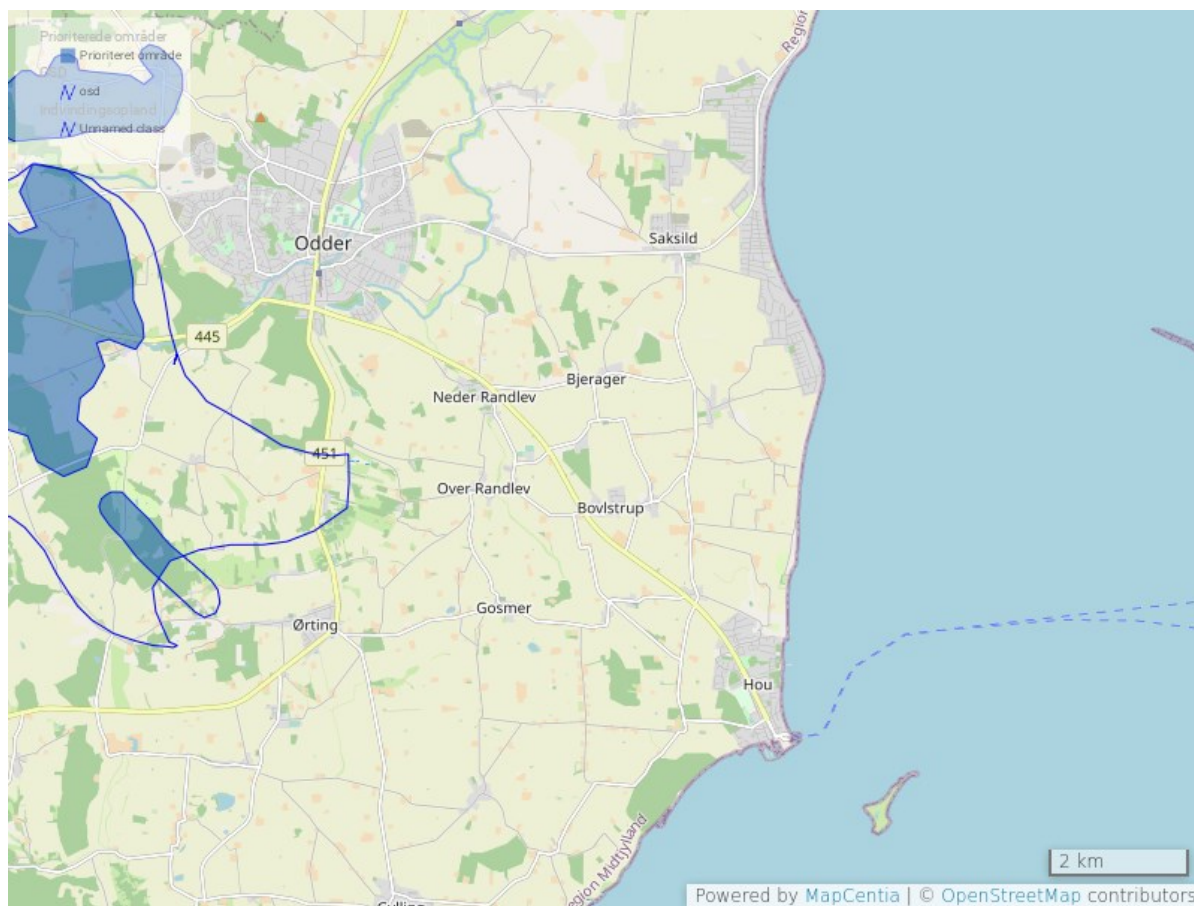 Prioriterede områder
Prioriteret område
OSD
osd
Indvindingsopland
Unnamed class
Region
Odder
Saksild
445
Bjerager
Neder Randlev
451
Over Randlev
Bovlstrup
Gosmer
Ørting
Hou
Region Midtjylland
2 km
Powered by MapCentia | © OpenStreetMap contributors